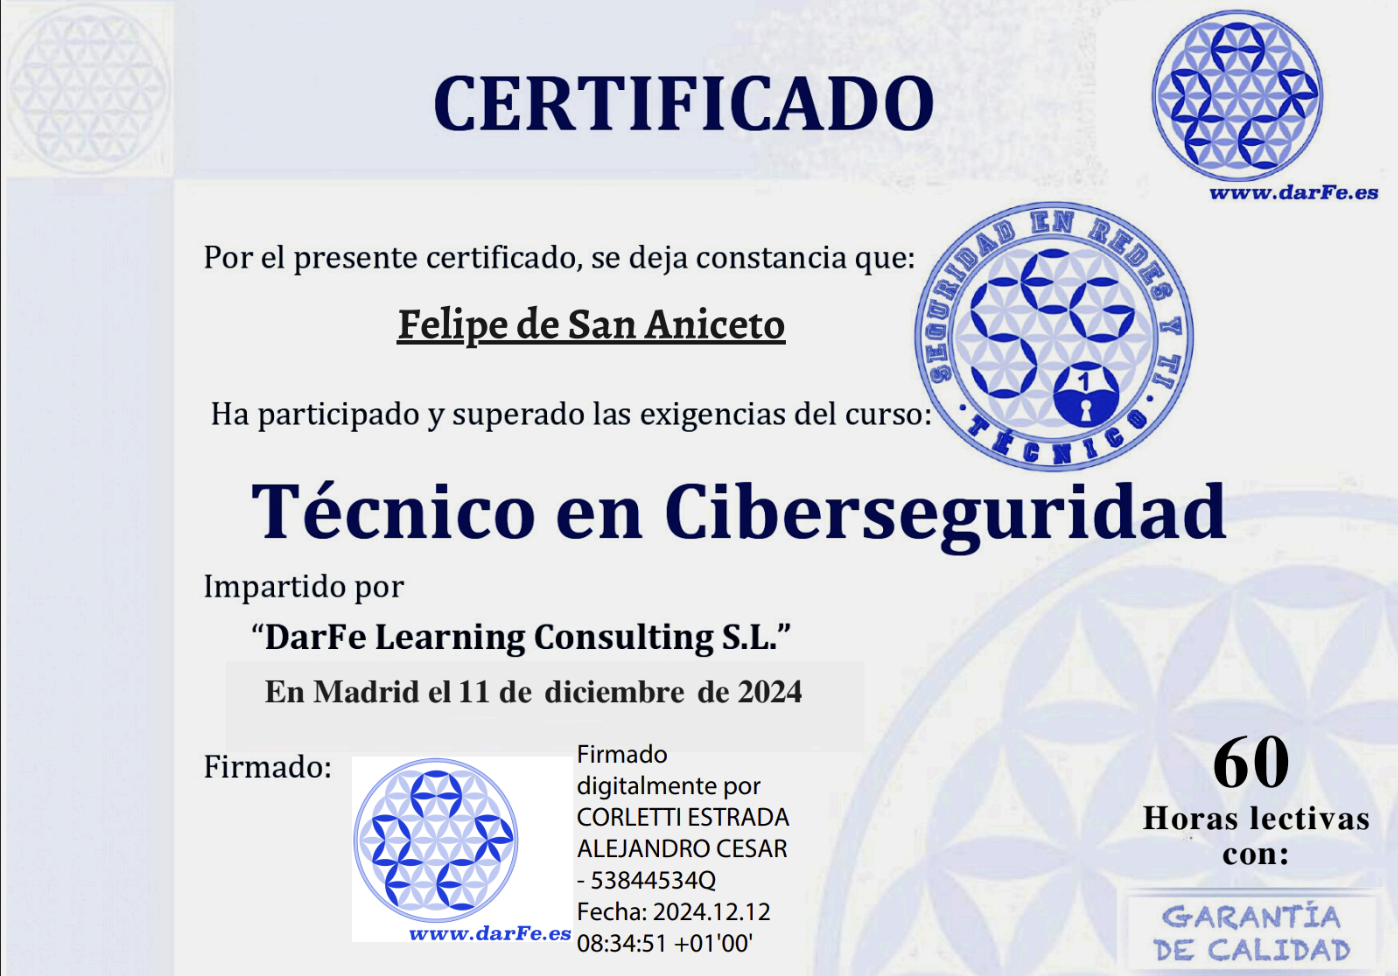 CERTIFICADO
www.darFe.es
Por el presente certificado, se deja constancia que:
Felipe de San Aniceto
SEGURIDAD EN REDES Y TI
1
· TÉCNICO ·
Ha participado y superado las exigencias del curso:
Técnico en Ciberseguridad
Impartido por
“DarFe Learning Consulting S.L.”
En Madrid el 11 de diciembre de 2024
Firmado:
www.darFe.es
Firmado
digitalmente por
CORLETTI ESTRADA
ALEJANDRO CESAR
- 53844534Q
Fecha: 2024.12.12
08:34:51 +01'00'
60
Horas lectivas
con:
GARANTÍA
DE CALIDAD